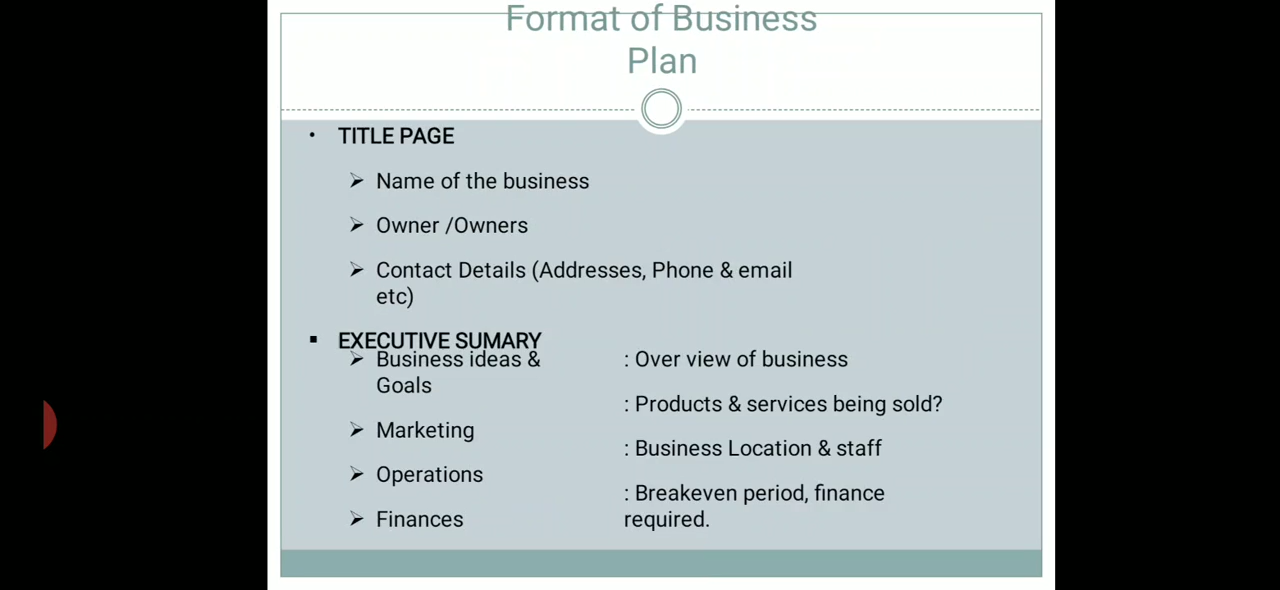 Format of Business
Plan
• TITLE PAGE
➢ Name of the business
➢ Owner /Owners
➢ Contact Details (Addresses, Phone & email
etc)
▪ EXECUTIVE SUMARY
➢ Business ideas & : Over view of business
Goals
: Products & services being sold?
➢ Marketing
: Business Location & staff
➢ Operations
: Breakeven period, finance
➢ Finances required.